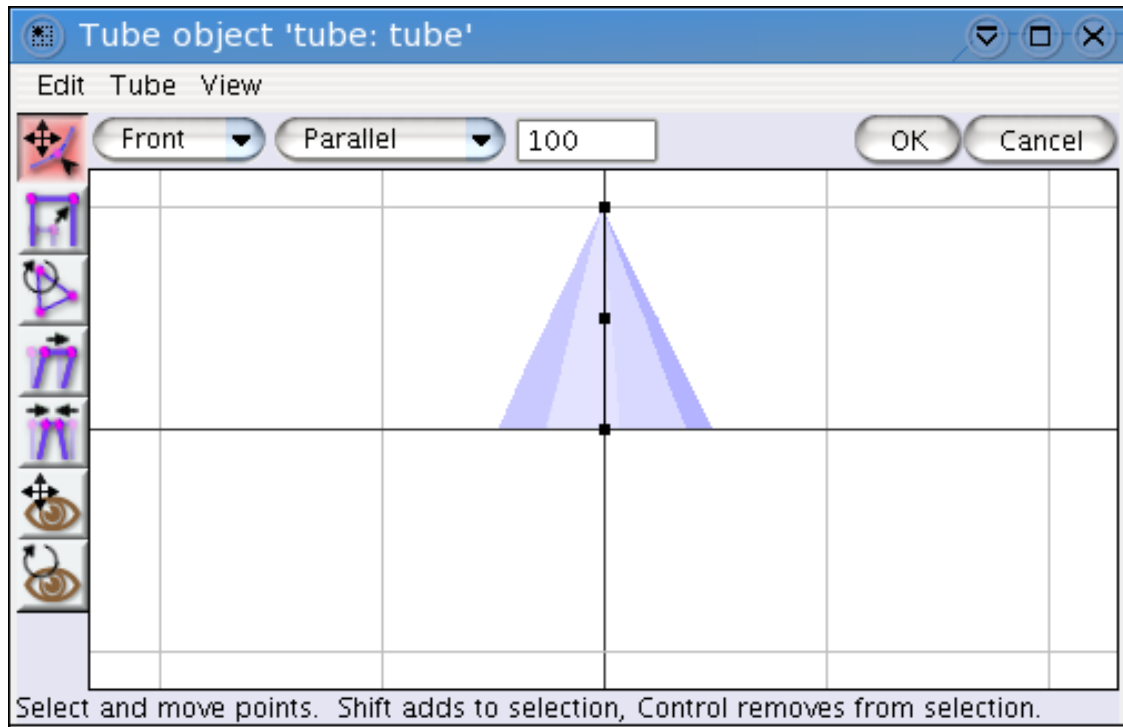 Tube object 'tube: tube'
Edit Tube View
Front Parallel 100 OK Cancel
Select and move points. Shift adds to selection, Control removes from selection.